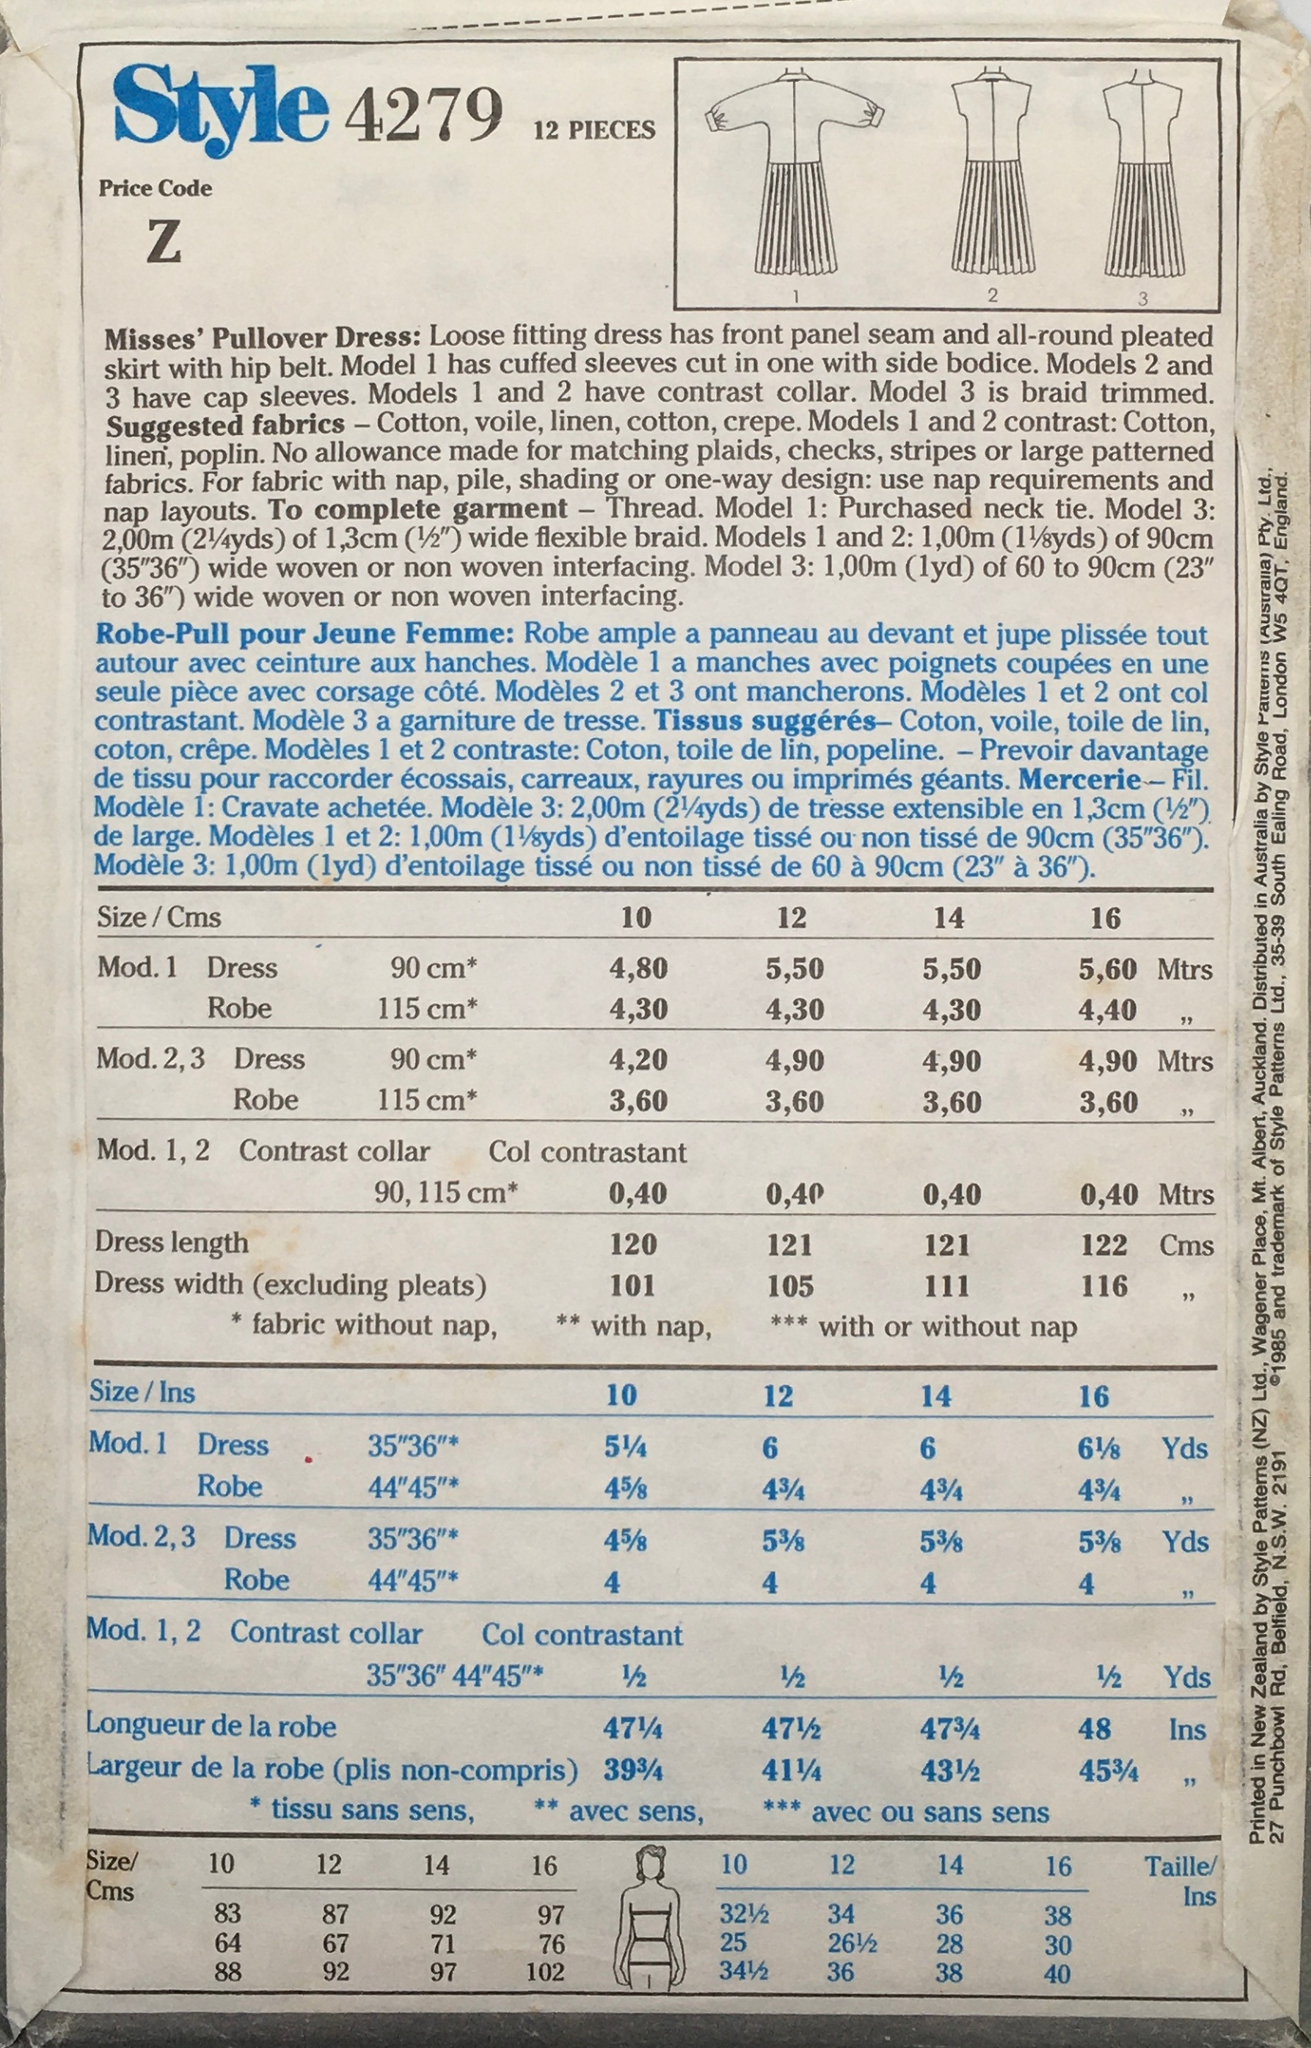 Style 4279 12 PIECES
Price Code
Z
1 2 3
Misses' Pullover Dress: Loose fitting dress has front panel seam and all-round pleated
skirt with hip belt. Model 1 has cuffed sleeves cut in one with side bodice. Models 2 and
3 have cap sleeves. Models 1 and 2 have contrast collar. Model 3 is braid trimmed.
Suggested fabrics – Cotton, voile, linen, cotton, crepe. Models 1 and 2 contrast: Cotton,
linen, poplin. No allowance made for matching plaids, checks, stripes or large patterned
fabrics. For fabric with nap, pile, shading or one-way design: use nap requirements and
nap layouts. To complete garment – Thread. Model 1: Purchased neck tie. Model 3:
2,00m (2¼yds) of 1,3cm (½") wide flexible braid. Models 1 and 2: 1,00m (1⅛yds) of 90cm
(35"36") wide woven or non woven interfacing. Model 3: 1,00m (1yd) of 60 to 90cm (23"
to 36") wide woven or non woven interfacing.
Robe-Pull pour Jeune Femme: Robe ample a panneau au devant et jupe plissée tout
autour avec ceinture aux hanches. Modèle 1 a manches avec poignets coupées en une
seule pièce avec corsage côté. Modèles 2 et 3 ont mancherons. Modèles 1 et 2 ont col
contrastant. Modèle 3 a garniture de tresse. Tissus suggérés– Coton, voile, toile de lin,
coton, crêpe. Modèles 1 et 2 contraste: Coton, toile de lin, popeline. – Prevoir davantage
de tissu pour raccorder écossais, carreaux, rayures ou imprimés géants. Mercerie – Fil.
Modèle 1: Cravate achetée. Modèle 3: 2,00m (2¼yds) de tresse extensible en 1,3cm (½")
de large. Modèles 1 et 2: 1,00m (1⅛yds) d'entoilage tissé ou non tissé de 90cm (35"36").
Modèle 3: 1,00m (1yd) d'entoilage tissé ou non tissé de 60 à 90cm (23" à 36").
Size / Cms 10 12 14 16
Mod. 1 Dress 90 cm* 4,80 5,50 5,50 5,60 Mtrs
Robe 115 cm* 4,30 4,30 4,30 4,40 ,,
Mod. 2, 3 Dress 90 cm* 4,20 4,90 4,90 4,90 Mtrs
Robe 115 cm* 3,60 3,60 3,60 3,60 ,,
Mod. 1, 2 Contrast collar Col contrastant
90, 115 cm* 0,40 0,40 0,40 0,40 Mtrs
Dress length 120 121 121 122 Cms
Dress width (excluding pleats) 101 105 111 116 ,,
* fabric without nap, ** with nap, *** with or without nap
Size / Ins 10 12 14 16
Mod. 1 Dress 35"36"* 5¼ 6 6 6⅛ Yds
Robe 44"45"* 4⅝ 4¾ 4¾ 4¾ ,,
Mod. 2, 3 Dress 35"36"* 4⅝ 5⅜ 5⅜ 5⅜ Yds
Robe 44"45"* 4 4 4 4 ,,
Mod. 1, 2 Contrast collar Col contrastant
35"36" 44"45"* ½ ½ ½ ½ Yds
Longueur de la robe 47¼ 47½ 47¾ 48 Ins
Largeur de la robe (plis non-compris) 39¾ 41¼ 43½ 45¾ ,,
* tissu sans sens, ** avec sens, *** avec ou sans sens
Size/ Cms 10 12 14 16 10 12 14 16 Taille/ Ins
83 87 92 97 32½ 34 36 38
64 67 71 76 25 26½ 28 30
88 92 97 102 34½ 36 38 40
Printed in New Zealand by Style Patterns (NZ) Ltd., Wagener Place, Mt. Albert, Auckland. Distributed in Australia by Style Patterns (Australia) Pty. Ltd.,
27 Punchbowl Rd, Belfield, N.S.W. 2191 ©1985 and trademark of Style Patterns Ltd., 35-39 South Ealing Road, London W5 4QT, England.